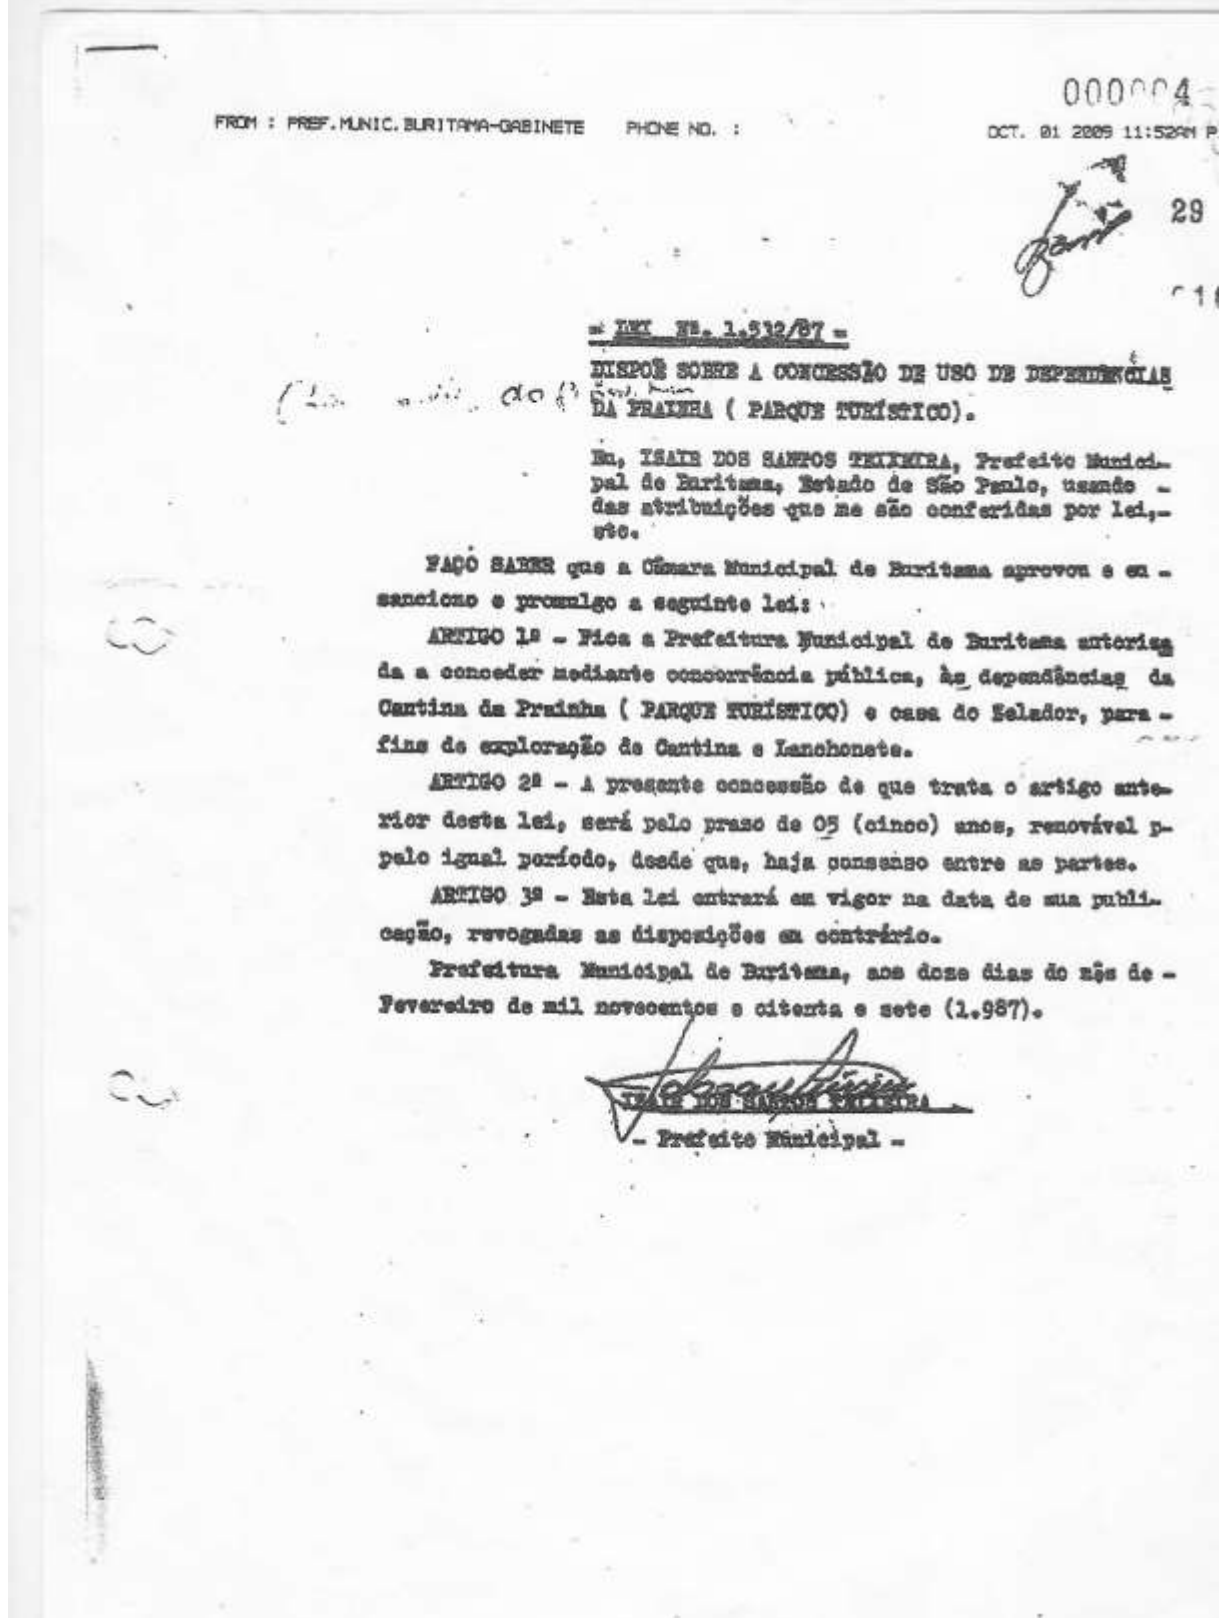 000004
FROM : PREF.MUNIC.BURITAMA-GABINETE PHONE NO. : OCT. 01 2009 11:52AM P
29
- LEI Nº. 1.532/87 -
DISPOẼ SOBRE A CONCESSÃO DE USO DE DEPENDÊNCIAS
do
DA PRAINHA ( PARQUE TURÍSTICO).
Eu, ISAIR DOS SANTOS TEIXEIRA, Prefeito Munici-
pal de Buritama, Estado de São Paulo, usando -
das atribuições que me são conferidas por lei,-
etc.
FAÇO SABER que a Câmara Municipal de Buritama aprovou e eu -
sanciono e promulgo a seguinte lei:
ARTIGO 1º - Fica a Prefeitura Municipal de Buritama autoriza
da a conceder mediante concorrência pública, às dependências da
Cantina da Prainha ( PARQUE TURÍSTICO) e casa do Zelador, para -
fins de exploração de Cantina e Lanchonete.
ARTIGO 2º - A presente concessão de que trata o artigo ante-
rior desta lei, será pelo praso de 05 (cinco) anos, renovável p-
pelo igual período, desde que, haja consenso entre as partes.
ARTIGO 3º - Esta lei entrará em vigor na data de sua publi-
cação, revogadas as disposições em contrário.
Prefeitura Municipal de Buritama, aos doze dias do mês de -
Fevereiro de mil novecentos e oitenta e sete (1.987).
ISAIR DOS SANTOS TEIXEIRA
- Prefeito Municipal -